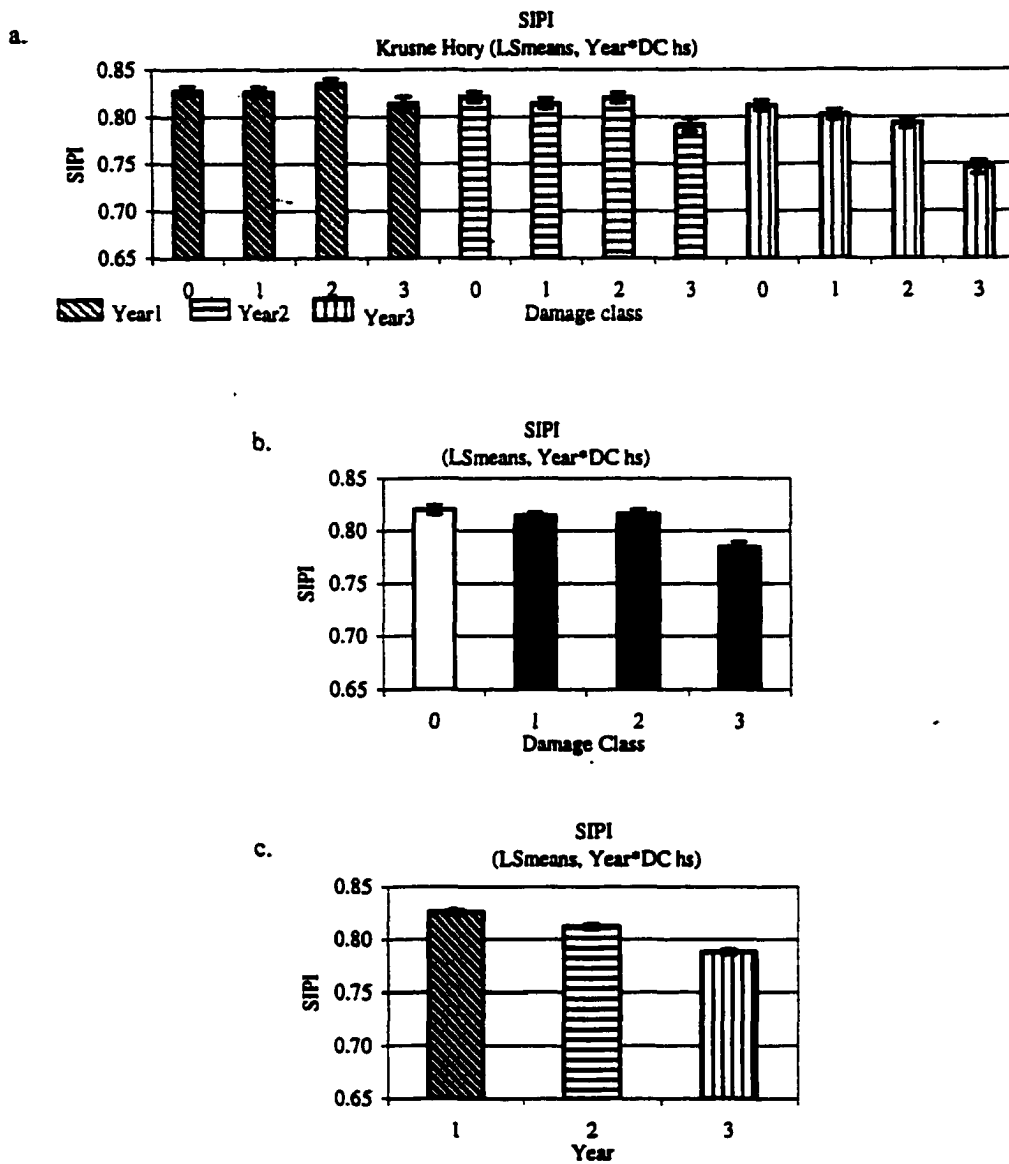 a.
SIPI
Krusne Hory (LSmeans, Year*DC hs)
0.85
0.80
0.75
0.70
0.65
SIPI
0 1 2 3 0 1 2 3 0 1 2 3
Damage class
Year1 Year2 Year3
b.
SIPI
(LSmeans, Year*DC hs)
0.85
0.80
0.75
0.70
0.65
SIPI
0 1 2 3
Damage Class
c.
SIPI
(LSmeans, Year*DC hs)
0.85
0.80
0.75
0.70
0.65
SIPI
1 2 3
Year